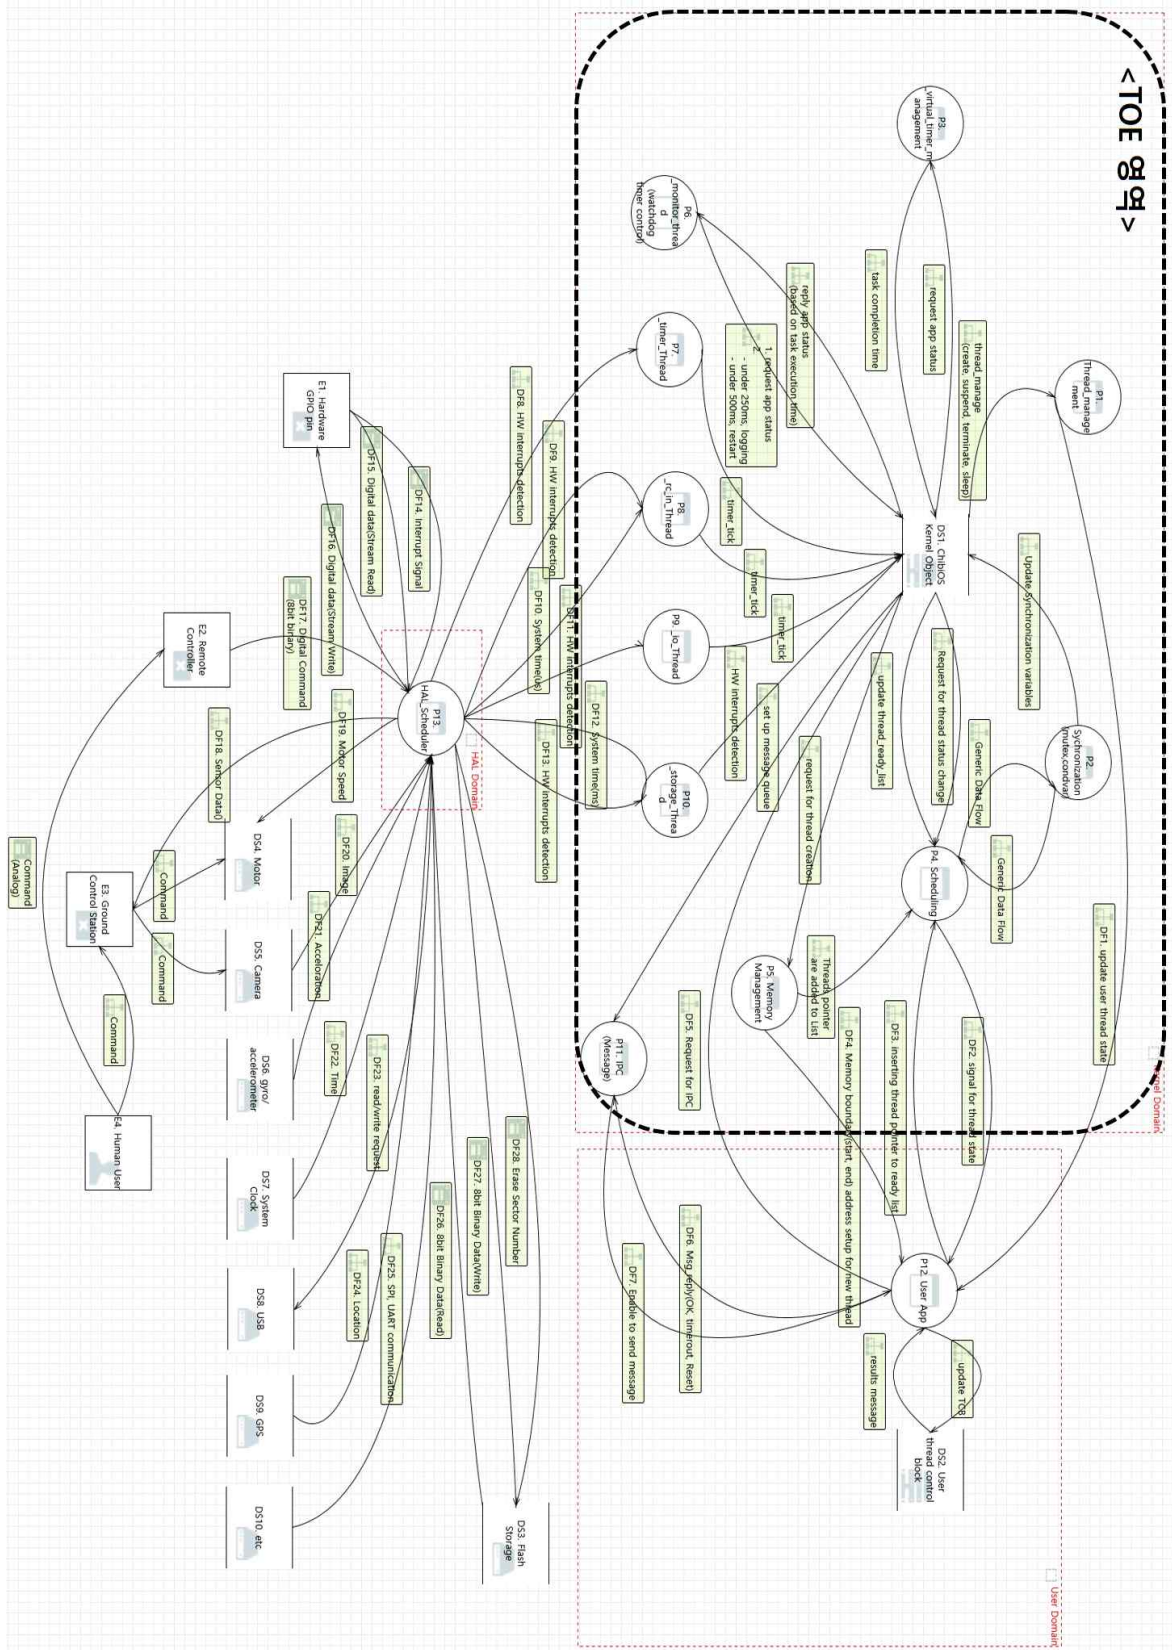 <TOE 영역>
Kernel Domain
P1.
Thread_manage
ment
DF1. update user thread state
thread_manage
(create, suspend, terminate, sleep)
Update Synchronization variables
P2.
Sychronization
(mutex,condvar)
Generic Data Flow
Generic Data Flow
P3.
_virtual_timer_m
anagement
request app status
task completion time
DS1. ChibiOS
Kernel Object
Request for thread status change
update thread_ready_list
P4. Scheduling
DF2. signal for thread state
DF3. inserting thread pointer to ready list
DF4. Memory boundary(start, end) address setup for new thread
Threads pointer
are added to List
P5. Memory
Management
request for thread creation
set up message queue
HW interrupts detection
reply app status
(based on task execution time)
1. request app status
2.
- under 250ms, logging
- under 500ms, restart
P6.
_monitor_threa
d
(watchdog
timer control)
P7.
_timer_Thread
timer_tick
P8.
_rc_in_Thread
timer_tick
P9. _io_Thread
timer_tick
P10.
_storage_Threa
d
P11. IPC
(Message)
DF5. Request for IPC
DF6. Msg_reply(OK, timerout, Reset)
DF7. Enable to send message
User Domain
P12. User App
update TCB
results message
DS2. User
thread control
block
DF8. HW interrupts detection
DF9. HW interrupts detection
DF10. System time(us)
DF11. HW interrupts detection
DF12. System time(ms)
DF13. HW interrupts detection
HAL Domain
P13.
HAL_Scheduler
E1. Hardware
GPIO pin
DF14. Interrupt Signal
DF15. Digital data(Stream Read)
DF16. Digital data(StreamyWrite)
DF17. Digital Command
(8bit binary)
E2. Remote
Controller
DF18. Sensor Data()
DF19. Motor Speed
DF20. Image
DF21. Acceloration
DF22. Time
DF23. read/write request
DF24. Location
DF25. SPI, UART communication
DF26. 8bit Binary Data(Read)
DF27. 8bit Binary Data(Write)
DF28. Erase Sector Number
DS3. Flash
Storage
DS4. Motor
DS5. Camera
DS6. gyro/
accelerometer
DS7. System
Clock
DS8. USB
DS9. GPS
DS10. etc
Command
Command
E3. Ground
Control Station
Command
E4. Human User
Command
(Analog)